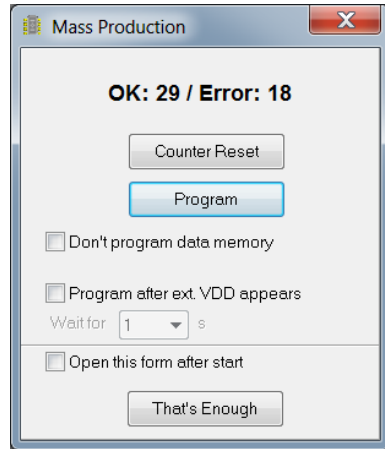 Mass Production
OK: 29 / Error: 18
Counter Reset
Program
Don't program data memory
Program after ext. VDD appears
Wait for 1 s
Open this form after start
That's Enough